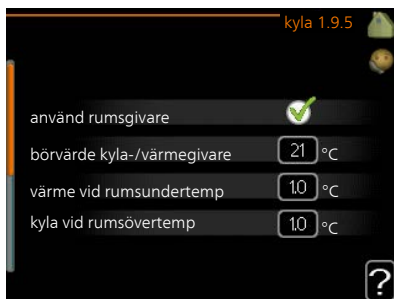 kyla 1.9.5
använd rumsgivare
börvärde kyla-/värmegivare 21 °C
värme vid rumsundertemp 1.0 °C
kyla vid rumsövertemp 1.0 °C
?